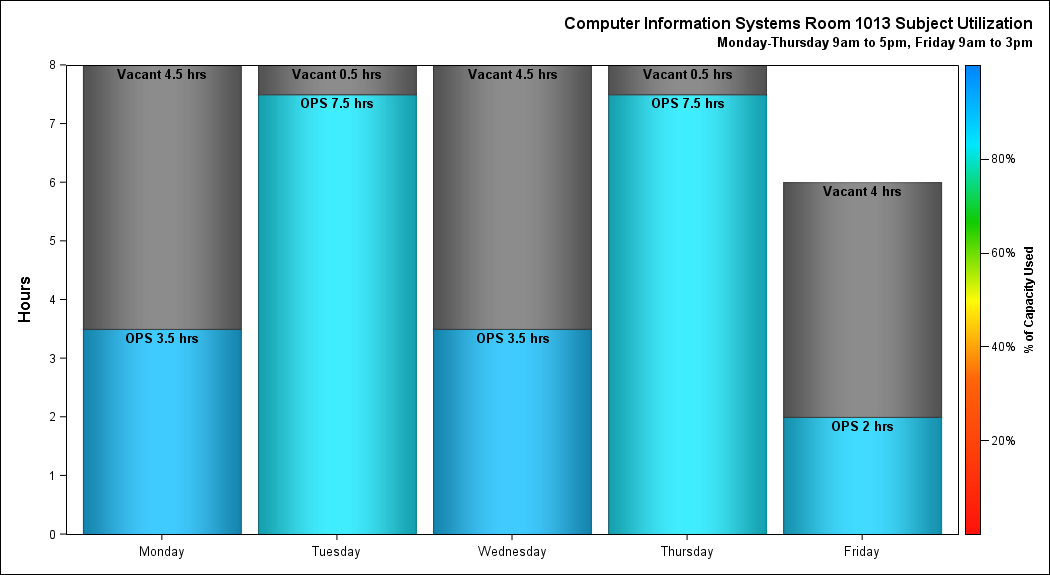 Computer Information Systems Room 1013 Subject Utilization
Monday-Thursday 9am to 5pm, Friday 9am to 3pm
8
7
6
5
4
3
2
1
0
Hours
Vacant 4.5 hrs
OPS 3.5 hrs
Vacant 0.5 hrs
OPS 7.5 hrs
Vacant 4.5 hrs
OPS 3.5 hrs
Vacant 0.5 hrs
OPS 7.5 hrs
Vacant 4 hrs
OPS 2 hrs
Monday
Tuesday
Wednesday
Thursday
Friday
80%
60%
40%
20%
% of Capacity Used